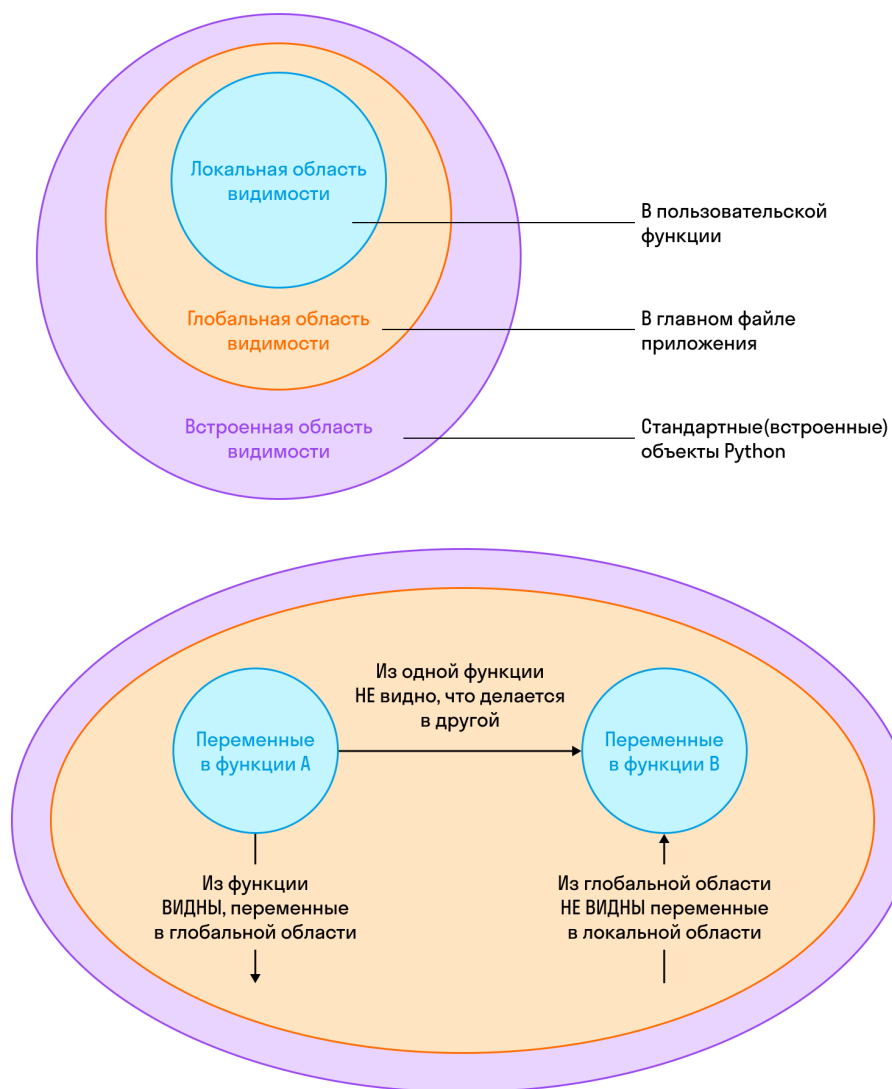 Локальная область
видимости
В пользовательской
функции
Глобальная область
видимости
В главном файле
приложения
Встроенная область
видимости
Стандартные(встроенные)
объекты Python
Из одной функции
НЕ видно, что делается
в другой
Переменные
в функции A
Переменные
в функции B
Из функции
ВИДНЫ, переменные
в глобальной области
Из глобальной области
НЕ ВИДНЫ переменные
в локальной области